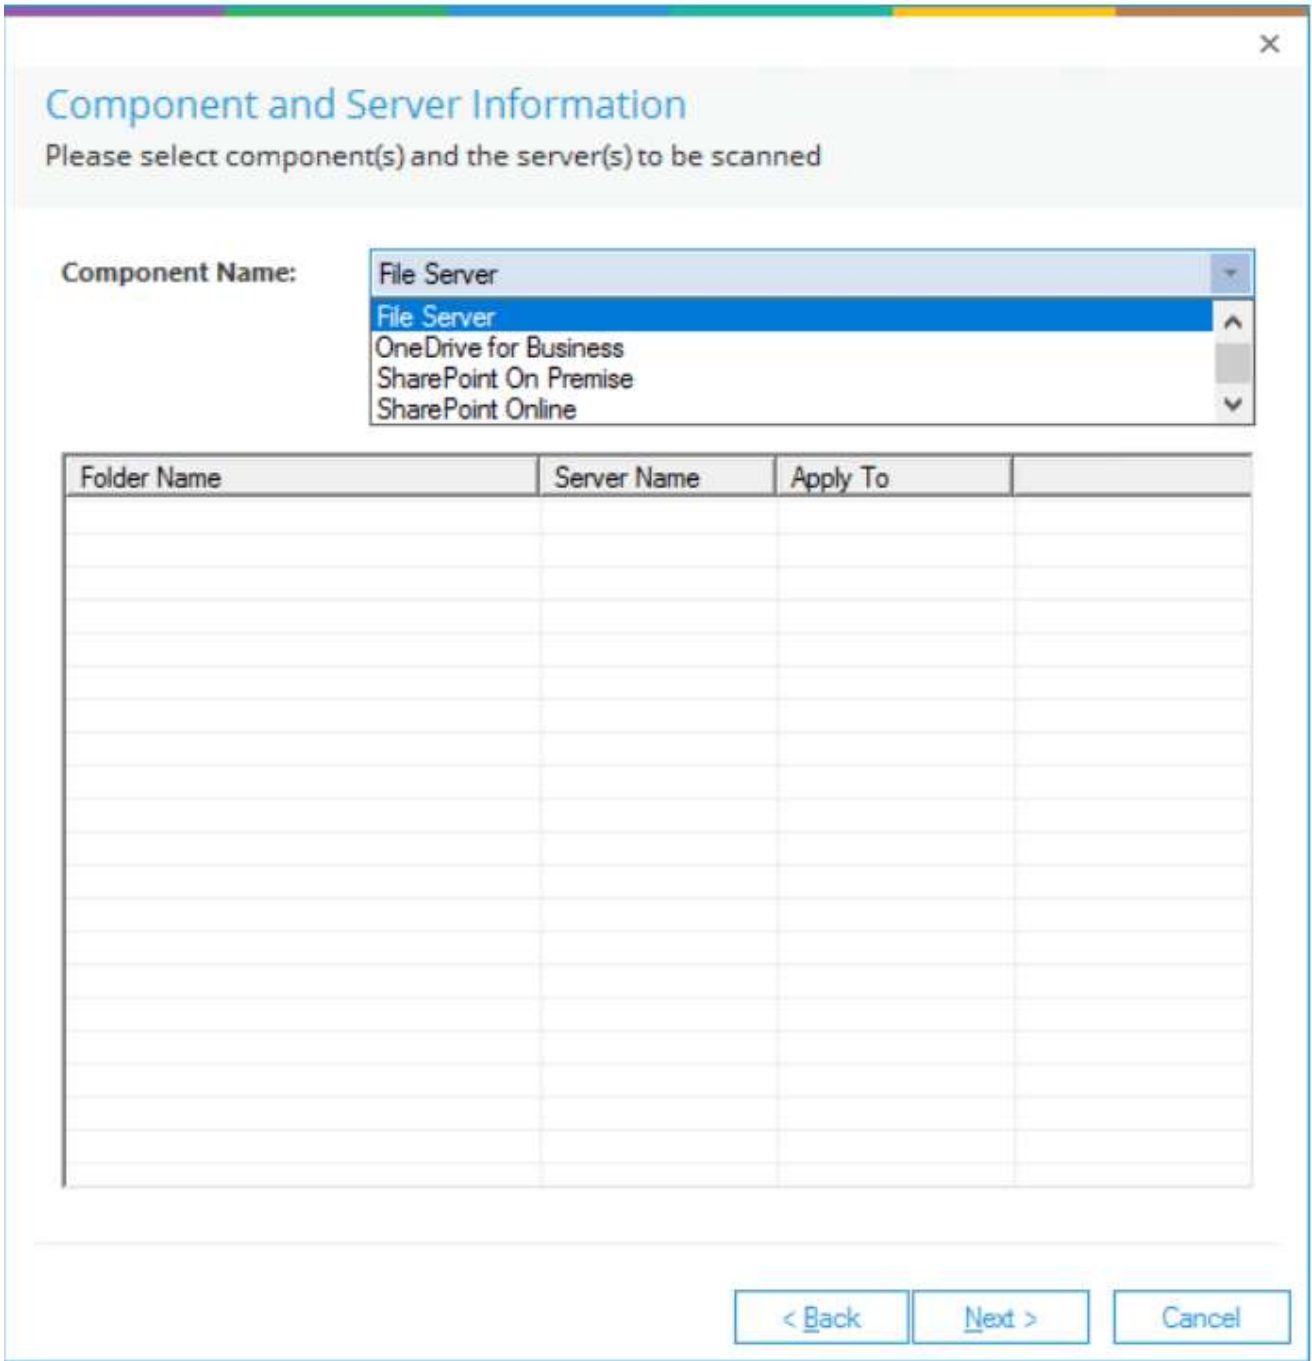 Component and Server Information
Please select component(s) and the server(s) to be scanned
Component Name:
File Server
File Server
OneDrive for Business
SharePoint On Premise
SharePoint Online
Folder Name Server Name Apply To
< Back Next > Cancel